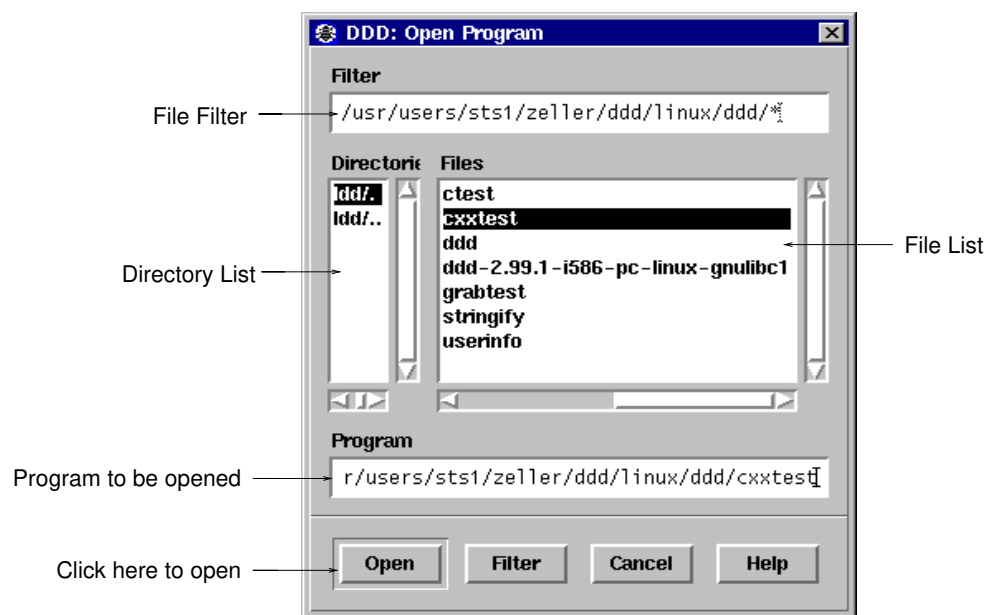 DDD: Open Program
Filter
File Filter
/usr/users/sts1/zeller/ddd/linux/ddd/*
Directorie
Files
ldd/.
ldd/..
ctest
cxxtest
ddd
ddd-2.99.1-i586-pc-linux-gnulibc1
grabtest
stringify
userinfo
File List
Directory List
Program
Program to be opened
r/users/sts1/zeller/ddd/linux/ddd/cxxtest
Click here to open
Open
Filter
Cancel
Help